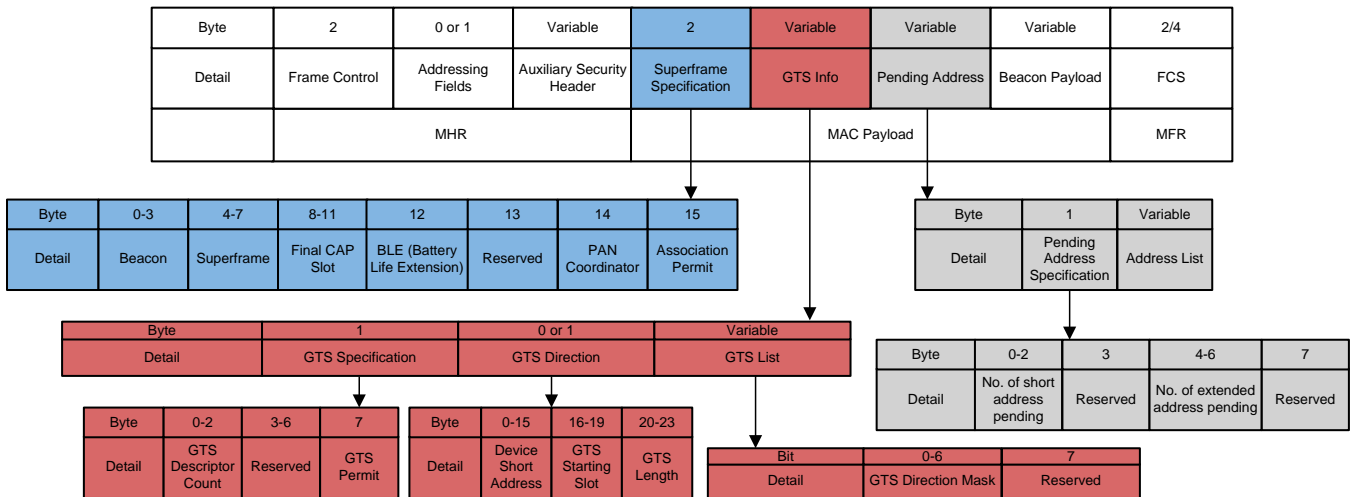 Byte 2 0 or 1 Variable 2 Variable Variable Variable 2/4
Detail Frame Control Addressing Fields Auxiliary Security Header Superframe Specification GTS Info Pending Address Beacon Payload FCS
MHR MAC Payload MFR
Byte 0-3 4-7 8-11 12 13 14 15
Detail Beacon Superframe Final CAP Slot BLE (Battery Life Extension) Reserved PAN Coordinator Association Permit
Byte 1 Variable
Detail Pending Address Specification Address List
Byte 1 0 or 1 Variable
Detail GTS Specification GTS Direction GTS List
Byte 0-2 3 4-6 7
Detail No. of short address pending Reserved No. of extended address pending Reserved
Byte 0-2 3-6 7
Detail GTS Descriptor Count Reserved GTS Permit
Byte 0-15 16-19 20-23
Detail Device Short Address GTS Starting Slot GTS Length
Bit 0-6 7
Detail GTS Direction Mask Reserved